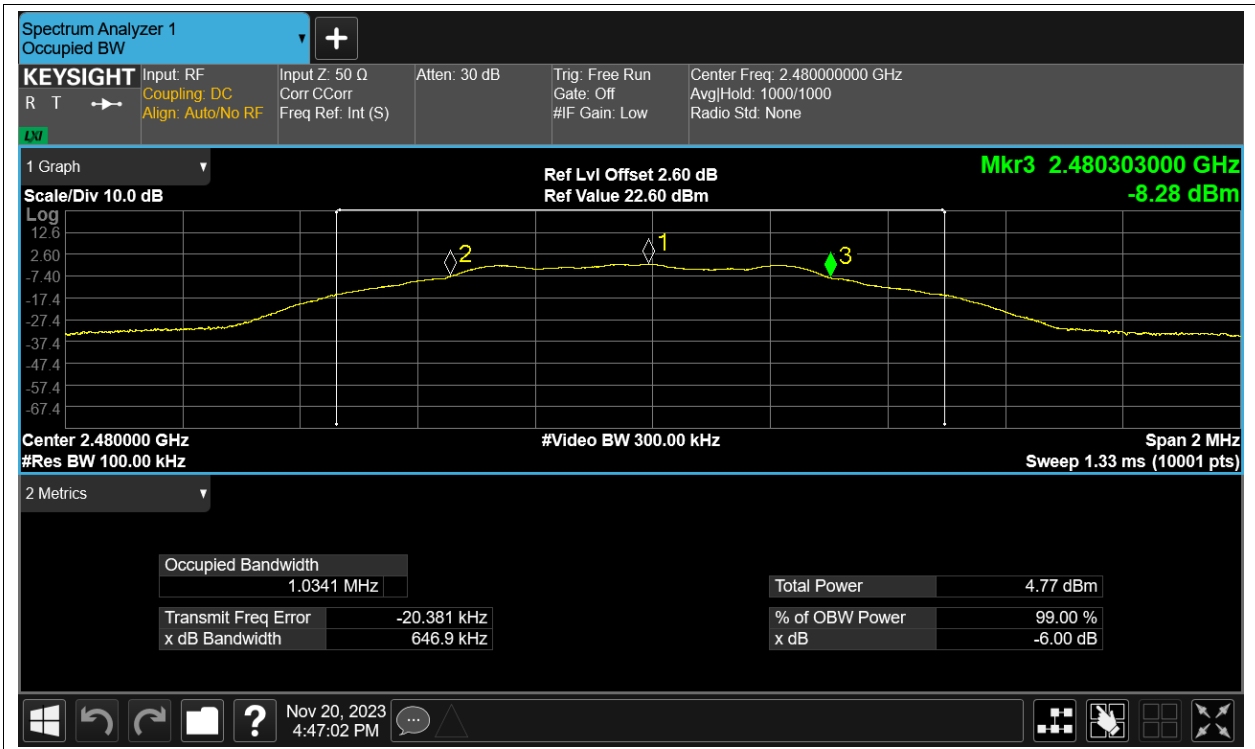 Spectrum Analyzer 1
Occupied BW
KEYSIGHT
R T
LXI
Input: RF
Coupling: DC
Align: Auto/No RF
Input Z: 50 Ω
Corr CCorr
Freq Ref: Int (S)
Atten: 30 dB
Trig: Free Run
Gate: Off
#IF Gain: Low
Center Freq: 2.480000000 GHz
Avg|Hold: 1000/1000
Radio Std: None
1 Graph
Scale/Div 10.0 dB
Ref Lvl Offset 2.60 dB
Ref Value 22.60 dBm
Mkr3 2.480303000 GHz
-8.28 dBm
Log
12.6
2.60
-7.40
-17.4
-27.4
-37.4
-47.4
-57.4
-67.4
2
1
3
Center 2.480000 GHz
#Video BW 300.00 kHz
Span 2 MHz
#Res BW 100.00 kHz
Sweep 1.33 ms (10001 pts)
2 Metrics
Occupied Bandwidth
1.0341 MHz
Transmit Freq Error -20.381 kHz
x dB Bandwidth 646.9 kHz
Total Power 4.77 dBm
% of OBW Power 99.00 %
x dB -6.00 dB
?
Nov 20, 2023
4:47:02 PM